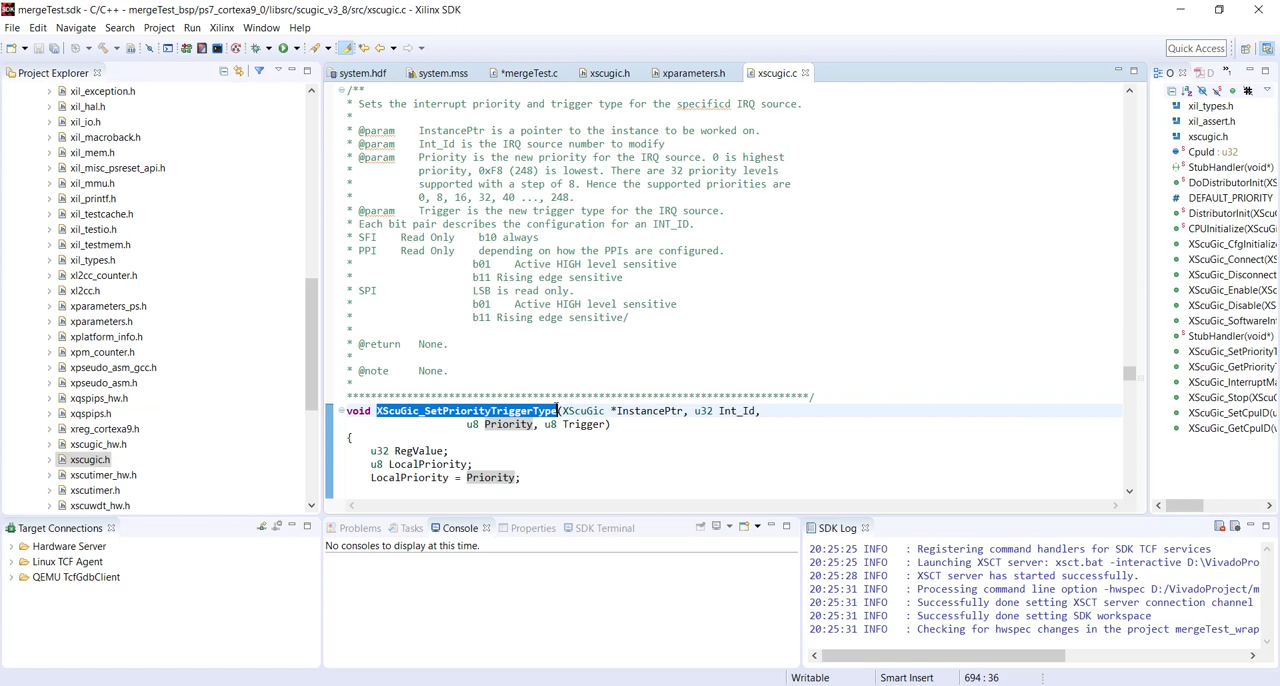 mergeTest.sdk - C/C++ - mergeTest_bsp/ps7_cortexa9_0/libsrc/scugic_v3_8/src/xscugic.c - Xilinx SDK
File Edit Navigate Search Project Run Xilinx Window Help
Quick Access
Project Explorer
xil_exception.h
xil_hal.h
xil_io.h
xil_macroback.h
xil_mem.h
xil_misc_psreset_api.h
xil_mmu.h
xil_printf.h
xil_testcache.h
xil_testio.h
xil_testmem.h
xil_types.h
xl2cc_counter.h
xl2cc.h
xparameters_ps.h
xparameters.h
xplatform_info.h
xpm_counter.h
xpseudo_asm_gcc.h
xpseudo_asm.h
xqspips_hw.h
xqspips.h
xreg_cortexa9.h
xscugic_hw.h
xscugic.h
xscutimer_hw.h
xscutimer.h
xscuwdt_hw.h
system.hdf system.mss *mergeTest.c xscugic.h xparameters.h xscugic.c
/**
* Sets the interrupt priority and trigger type for the specificd IRQ source.
*
* @param InstancePtr is a pointer to the instance to be worked on.
* @param Int_Id is the IRQ source number to modify
* @param Priority is the new priority for the IRQ source. 0 is highest
* priority, 0xF8 (248) is lowest. There are 32 priority levels
* supported with a step of 8. Hence the supported priorities are
* 0, 8, 16, 32, 40 ..., 248.
* @param Trigger is the new trigger type for the IRQ source.
* Each bit pair describes the configuration for an INT_ID.
* SFI Read Only b10 always
* PPI Read Only depending on how the PPIs are configured.
* b01 Active HIGH level sensitive
* b11 Rising edge sensitive
* SPI LSB is read only.
* b01 Active HIGH level sensitive
* b11 Rising edge sensitive/
*
* @return None.
*
* @note None.
*
*****************************************************************************/
void XScuGic_SetPriorityTriggerType(XScuGic *InstancePtr, u32 Int_Id,
u8 Priority, u8 Trigger)
{
u32 RegValue;
u8 LocalPriority;
LocalPriority = Priority;
O D »1
xil_types.h
xil_assert.h
xscugic.h
CpuId : u32
StubHandler(void*)
DoDistributorInit(XS
DEFAULT_PRIORITY
DistributorInit(XScuG
CPUInitialize(XScuGi
XScuGic_CfgInitializ
XScuGic_Connect(XS
XScuGic_Disconnect
XScuGic_Enable(XSc
XScuGic_Disable(XS
XScuGic_SoftwareIn
StubHandler(void*)
XScuGic_SetPriorityT
XScuGic_GetPriority
XScuGic_InterruptMa
XScuGic_Stop(XScuG
XScuGic_SetCpuID(u
XScuGic_GetCpuID(v
Target Connections
Hardware Server
Linux TCF Agent
QEMU TcfGdbClient
Problems Tasks Console Properties SDK Terminal
No consoles to display at this time.
SDK Log
20:25:25 INFO : Registering command handlers for SDK TCF services
20:25:25 INFO : Launching XSCT server: xsct.bat -interactive D:\VivadoPro
20:25:28 INFO : XSCT server has started successfully.
20:25:31 INFO : Processing command line option -hwspec D:/VivadoProject/m
20:25:31 INFO : Successfully done setting XSCT server connection channel
20:25:31 INFO : Successfully done setting SDK workspace
20:25:31 INFO : Checking for hwspec changes in the project mergeTest_wrap
Writable Smart Insert 694 : 36